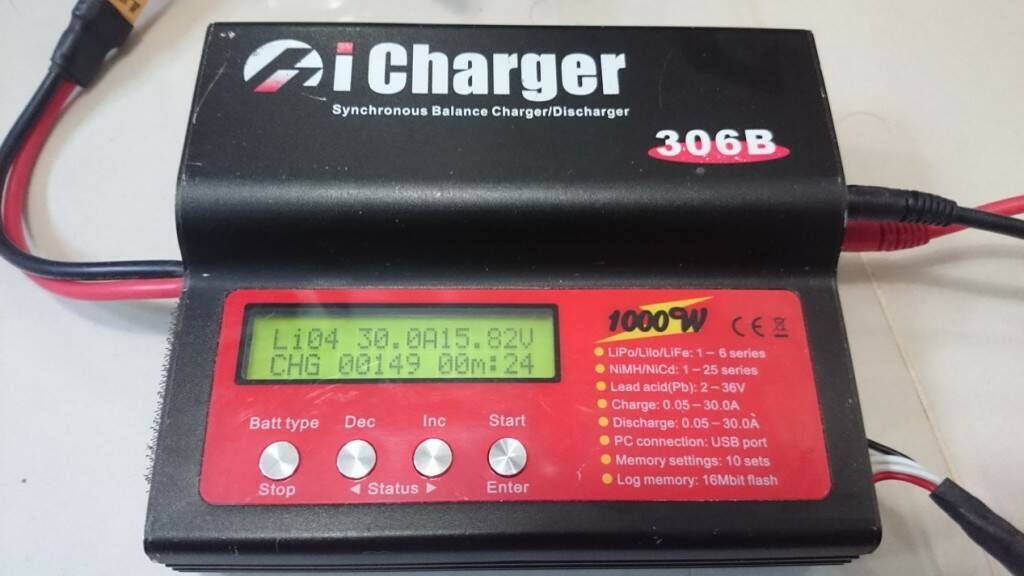 i Charger
Synchronous Balance Charger/Discharger
306B
Li04 30.0A15.82V
CHG 00149 00m:24
1000W
CE
LiPo/LiIo/LiFe: 1 – 6 series
NiMH/NiCd: 1 – 25 series
Lead acid(Pb): 2 – 36V
Charge: 0.05 – 30.0A
Discharge: 0.05 – 30.0A
PC connection: USB port
Memory settings: 10 sets
Log memory: 16Mbit flash
Batt type Dec Inc Start
Stop ◄ Status ► Enter